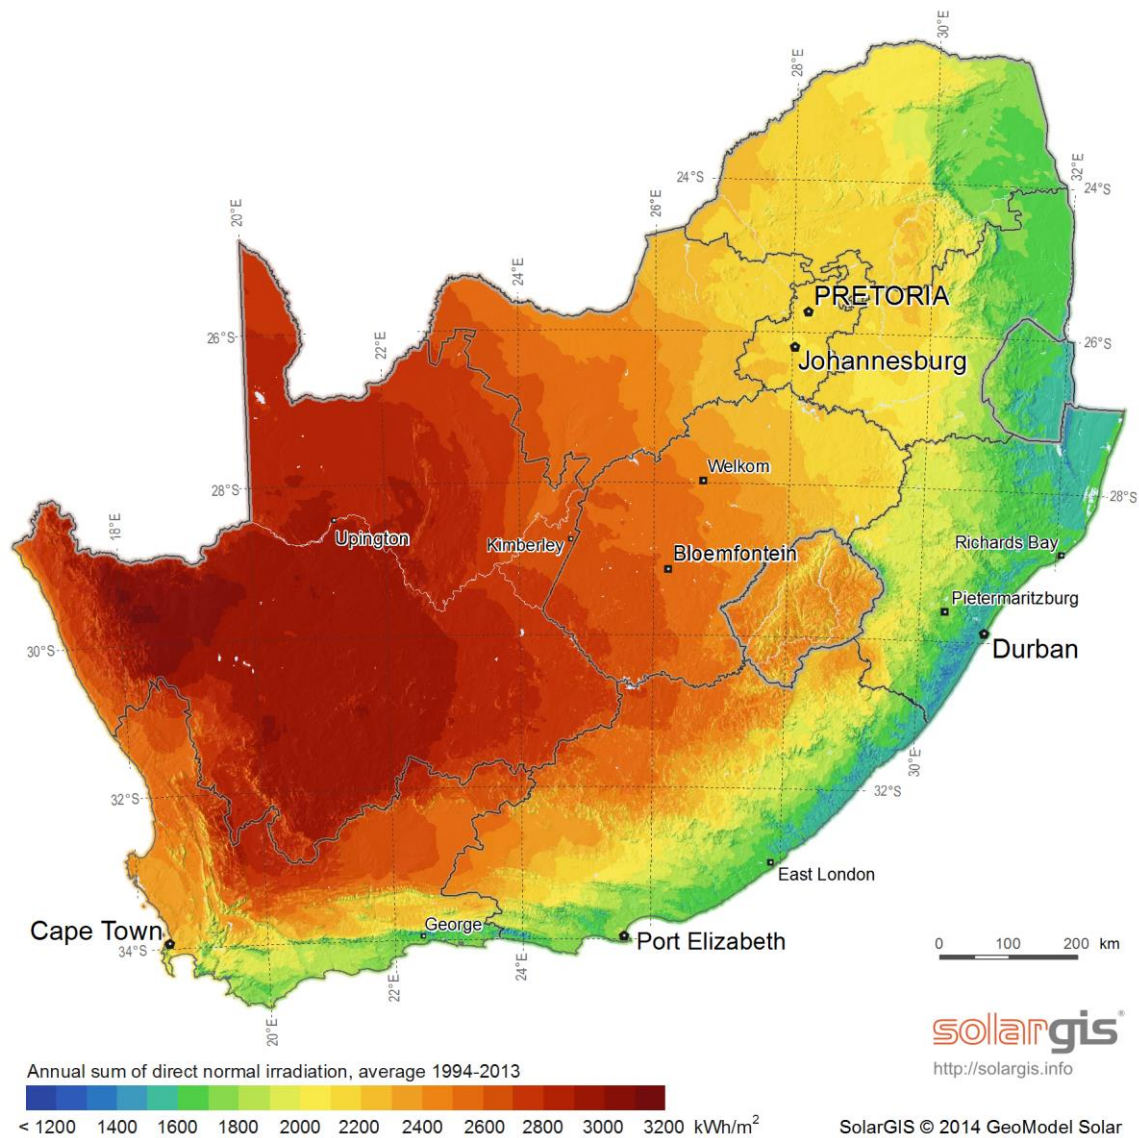 30°E
28°E
32°E
24°S
24°S
26°E
20°E
24°E
PRETORIA
22°E
26°S
26°S
Johannesburg
Welkom
28°S
28°S
18°E
Upington
Kimberley
Richards Bay
Bloemfontein
Pietermaritzburg
30°S
Durban
30°E
32°S
32°S
East London
George
Cape Town
Port Elizabeth
34°S
24°E
22°E
20°E
0 100 200 km
solargis®
http://solargis.info
Annual sum of direct normal irradiation, average 1994-2013
< 1200 1400 1600 1800 2000 2200 2400 2600 2800 3000 3200 kWh/m²
SolarGIS © 2014 GeoModel Solar